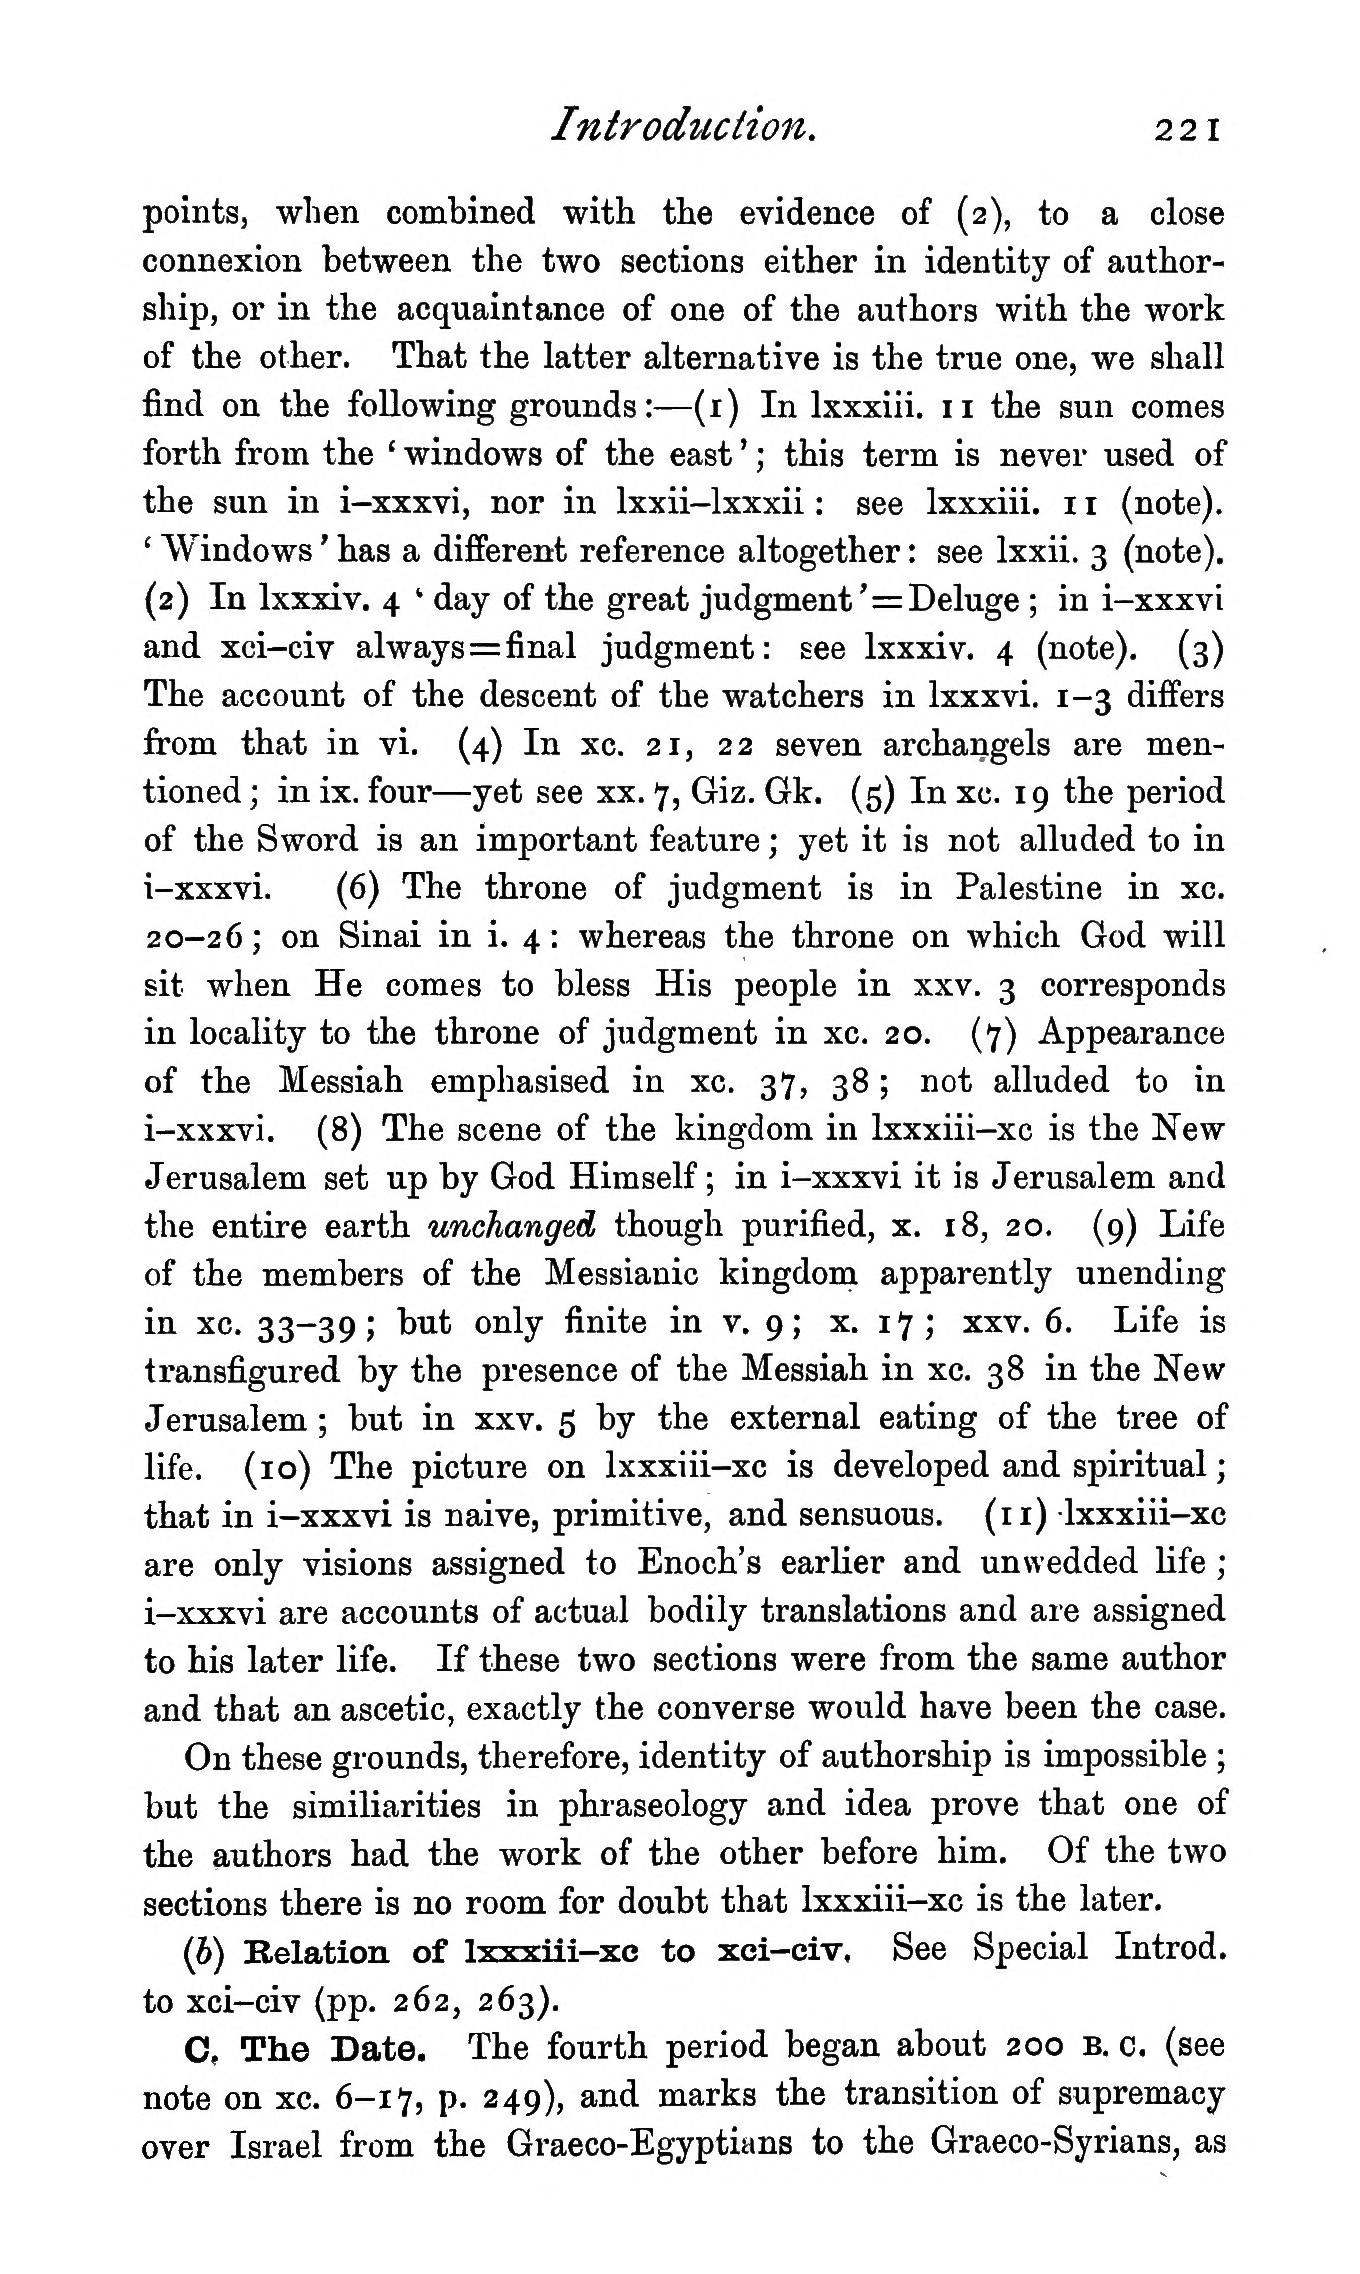 Introduction. 221
points, when combined with the evidence of (2), to a close
connexion between the two sections either in identity of author-
ship, or in the acquaintance of one of the authors with the work
of the other. That the latter alternative is the true one, we shall
find on the following grounds:—(1) In lxxxiii. 11 the sun comes
forth from the ‘windows of the east’; this term is never used of
the sun in i–xxxvi, nor in lxxii–lxxxii: see lxxxiii. 11 (note).
‘Windows’ has a different reference altogether: see lxxii. 3 (note).
(2) In lxxxiv. 4 ‘day of the great judgment’=Deluge; in i–xxxvi
and xci–civ always=final judgment: see lxxxiv. 4 (note). (3)
The account of the descent of the watchers in lxxxvi. 1–3 differs
from that in vi. (4) In xc. 21, 22 seven archangels are men-
tioned; in ix. four—yet see xx. 7, Giz. Gk. (5) In xc. 19 the period
of the Sword is an important feature; yet it is not alluded to in
i–xxxvi. (6) The throne of judgment is in Palestine in xc.
20–26; on Sinai in i. 4: whereas the throne on which God will
sit when He comes to bless His people in xxv. 3 corresponds
in locality to the throne of judgment in xc. 20. (7) Appearance
of the Messiah emphasised in xc. 37, 38; not alluded to in
i–xxxvi. (8) The scene of the kingdom in lxxxiii–xc is the New
Jerusalem set up by God Himself; in i–xxxvi it is Jerusalem and
the entire earth unchanged though purified, x. 18, 20. (9) Life
of the members of the Messianic kingdom apparently unending
in xc. 33–39; but only finite in v. 9; x. 17; xxv. 6. Life is
transfigured by the presence of the Messiah in xc. 38 in the New
Jerusalem; but in xxv. 5 by the external eating of the tree of
life. (10) The picture on lxxxiii–xc is developed and spiritual;
that in i–xxxvi is naive, primitive, and sensuous. (11) lxxxiii–xc
are only visions assigned to Enoch’s earlier and unwedded life;
i–xxxvi are accounts of actual bodily translations and are assigned
to his later life. If these two sections were from the same author
and that an ascetic, exactly the converse would have been the case.
On these grounds, therefore, identity of authorship is impossible;
but the similiarities in phraseology and idea prove that one of
the authors had the work of the other before him. Of the two
sections there is no room for doubt that lxxxiii–xc is the later.
(b) Relation of lxxxiii–xc to xci–civ. See Special Introd.
to xci–civ (pp. 262, 263).
C. The Date. The fourth period began about 200 B.C. (see
note on xc. 6–17, p. 249), and marks the transition of supremacy
over Israel from the Graeco-Egyptians to the Graeco-Syrians, as